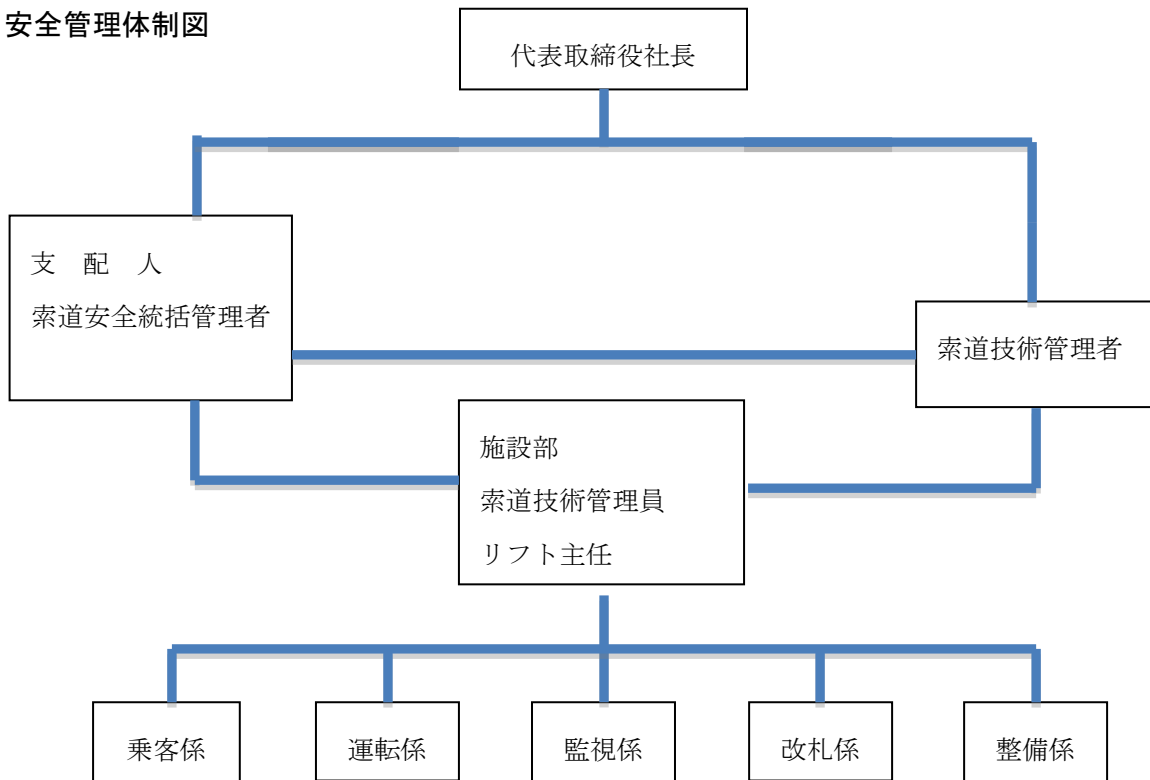 安全管理体制図
代表取締役社長
支　配　人
索道安全統括管理者
索道技術管理者
施設部
索道技術管理員
リフト主任
乗客係
運転係
監視係
改札係
整備係